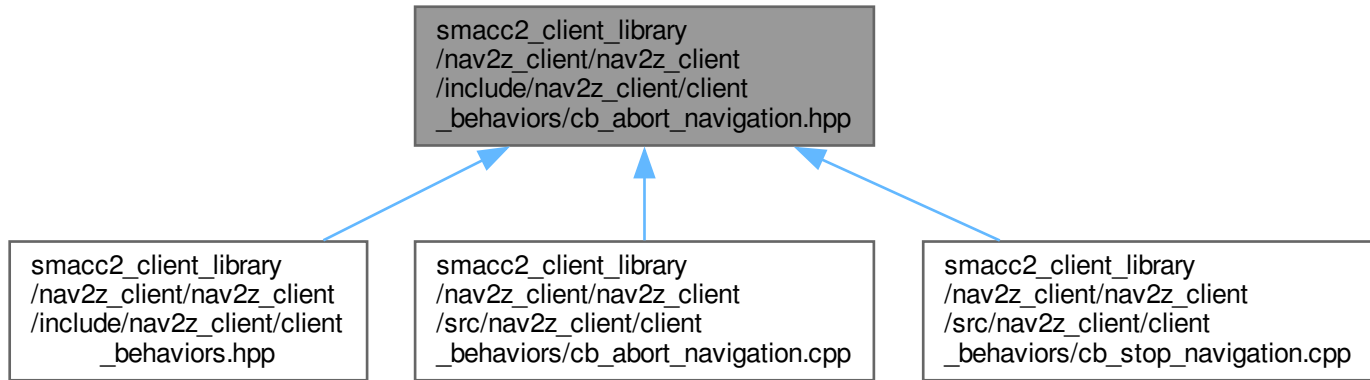 smacc2_client_library
/nav2z_client/nav2z_client
/include/nav2z_client/client
_behaviors/cb_abort_navigation.hpp
smacc2_client_library
/nav2z_client/nav2z_client
/include/nav2z_client/client
_behaviors.hpp
smacc2_client_library
/nav2z_client/nav2z_client
/src/nav2z_client/client
_behaviors/cb_abort_navigation.cpp
smacc2_client_library
/nav2z_client/nav2z_client
/src/nav2z_client/client
_behaviors/cb_stop_navigation.cpp